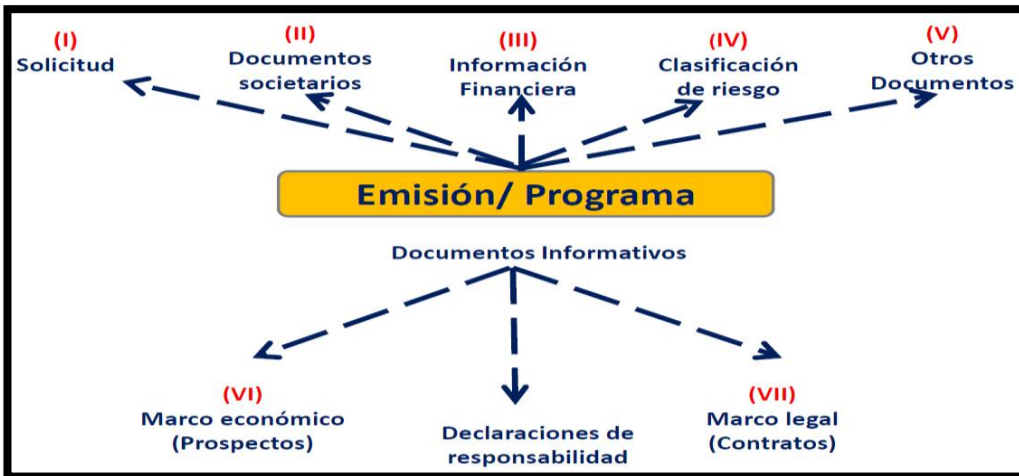 (I)
Solicitud
(II)
Documentos
societarios
(III)
Información
Financiera
(IV)
Clasificación
de riesgo
(V)
Otros
Documentos
Emisión/ Programa
Documentos Informativos
(VI)
Marco económico
(Prospectos)
Declaraciones de
responsabilidad
(VII)
Marco legal
(Contratos)